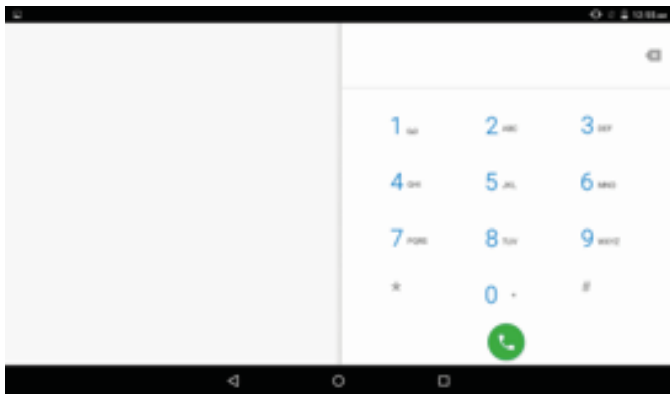 1
2 ABC
3 DEF
4 GHI
5 JKL
6 MNO
7 PQRS
8 TUV
9 WXYZ
*
0 +
#